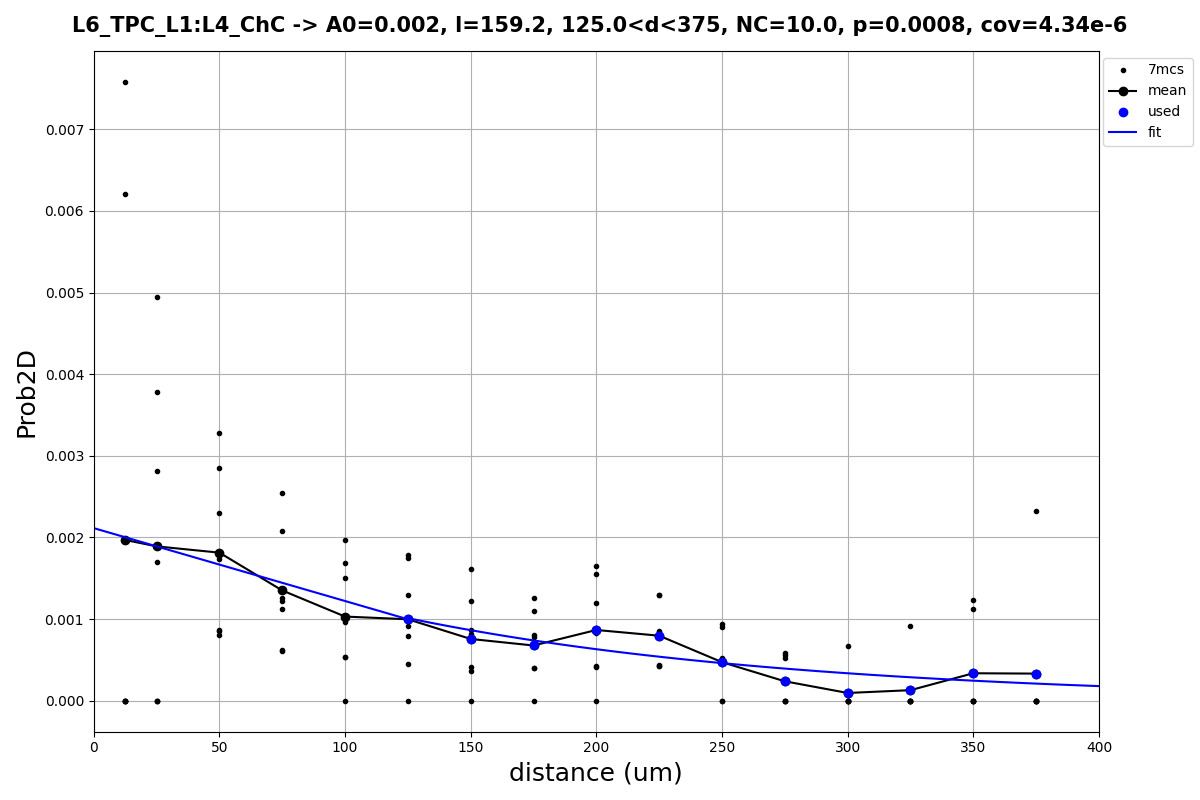 L6_TPC_L1:L4_ChC -> A0=0.002, l=159.2, 125.0<d<375, NC=10.0, p=0.0008, cov=4.34e-6
7mcs
mean
used
fit
0.007
0.006
0.005
0.004
0.003
0.002
0.001
0.000
Prob2D
0 50 100 150 200 250 300 350 400
distance (um)